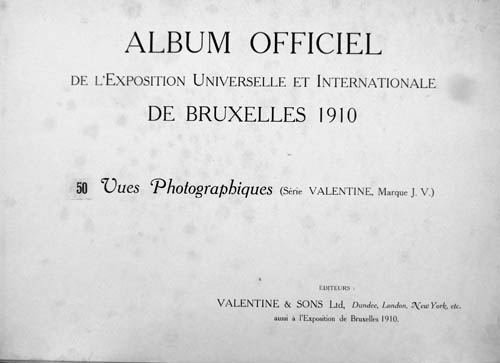 ALBUM OFFICIEL
DE L'EXPOSITION UNIVERSELLE ET INTERNATIONALE
DE BRUXELLES 1910
50 Vues Photographiques (Série VALENTINE, Marque J. V.)
EDITEURS :
VALENTINE & SONS Ltd, Dundee, London, New York, etc.
aussi à l'Exposition de Bruxelles 1910.